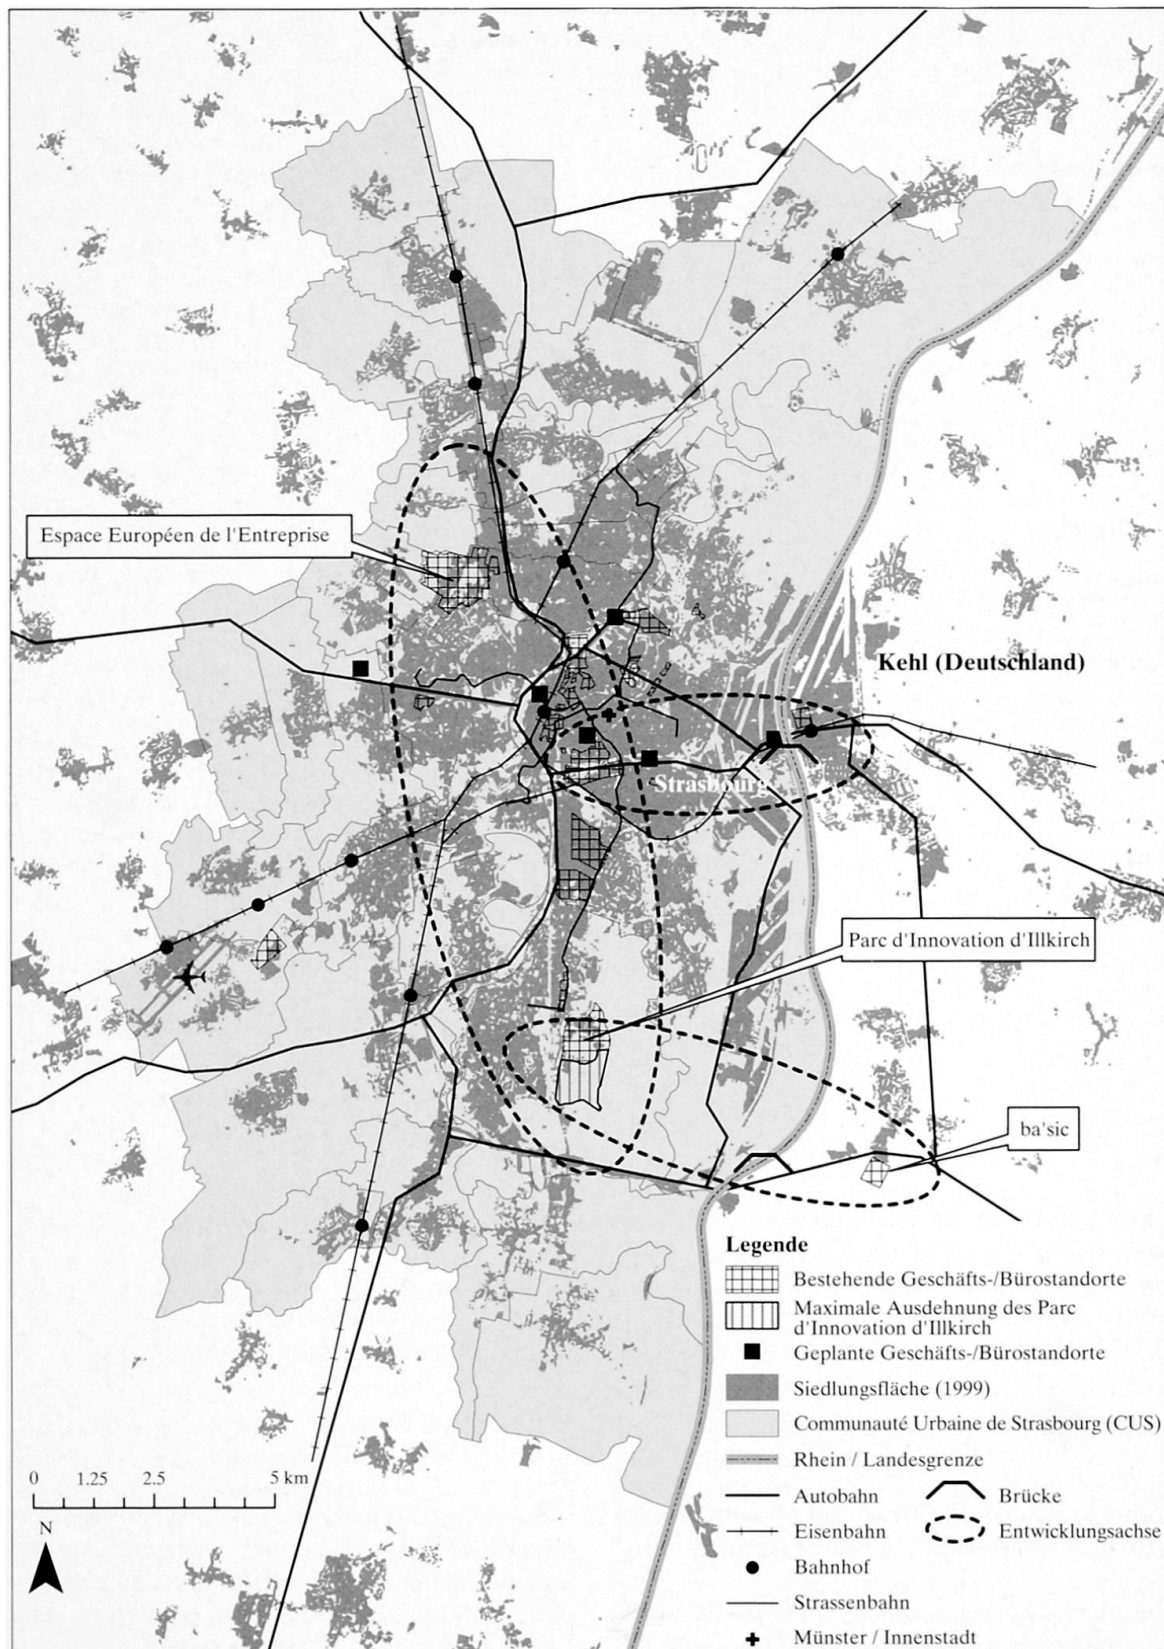 Espace Européen de l'Entreprise
Kehl (Deutschland)
Strasbourg
Parc d'Innovation d'Illkirch
ba'sic
Legende
Bestehende Geschäfts-/Bürostandorte
Maximale Ausdehnung des Parc
d'Innovation d'Illkirch
Geplante Geschäfts-/Bürostandorte
Siedlungsfläche (1999)
Communauté Urbaine de Strasbourg (CUS)
Rhein / Landesgrenze
Autobahn
Brücke
Eisenbahn
Entwicklungsachse
Bahnhof
Strassenbahn
Münster / Innenstadt
0 1.25 2.5 5 km
N